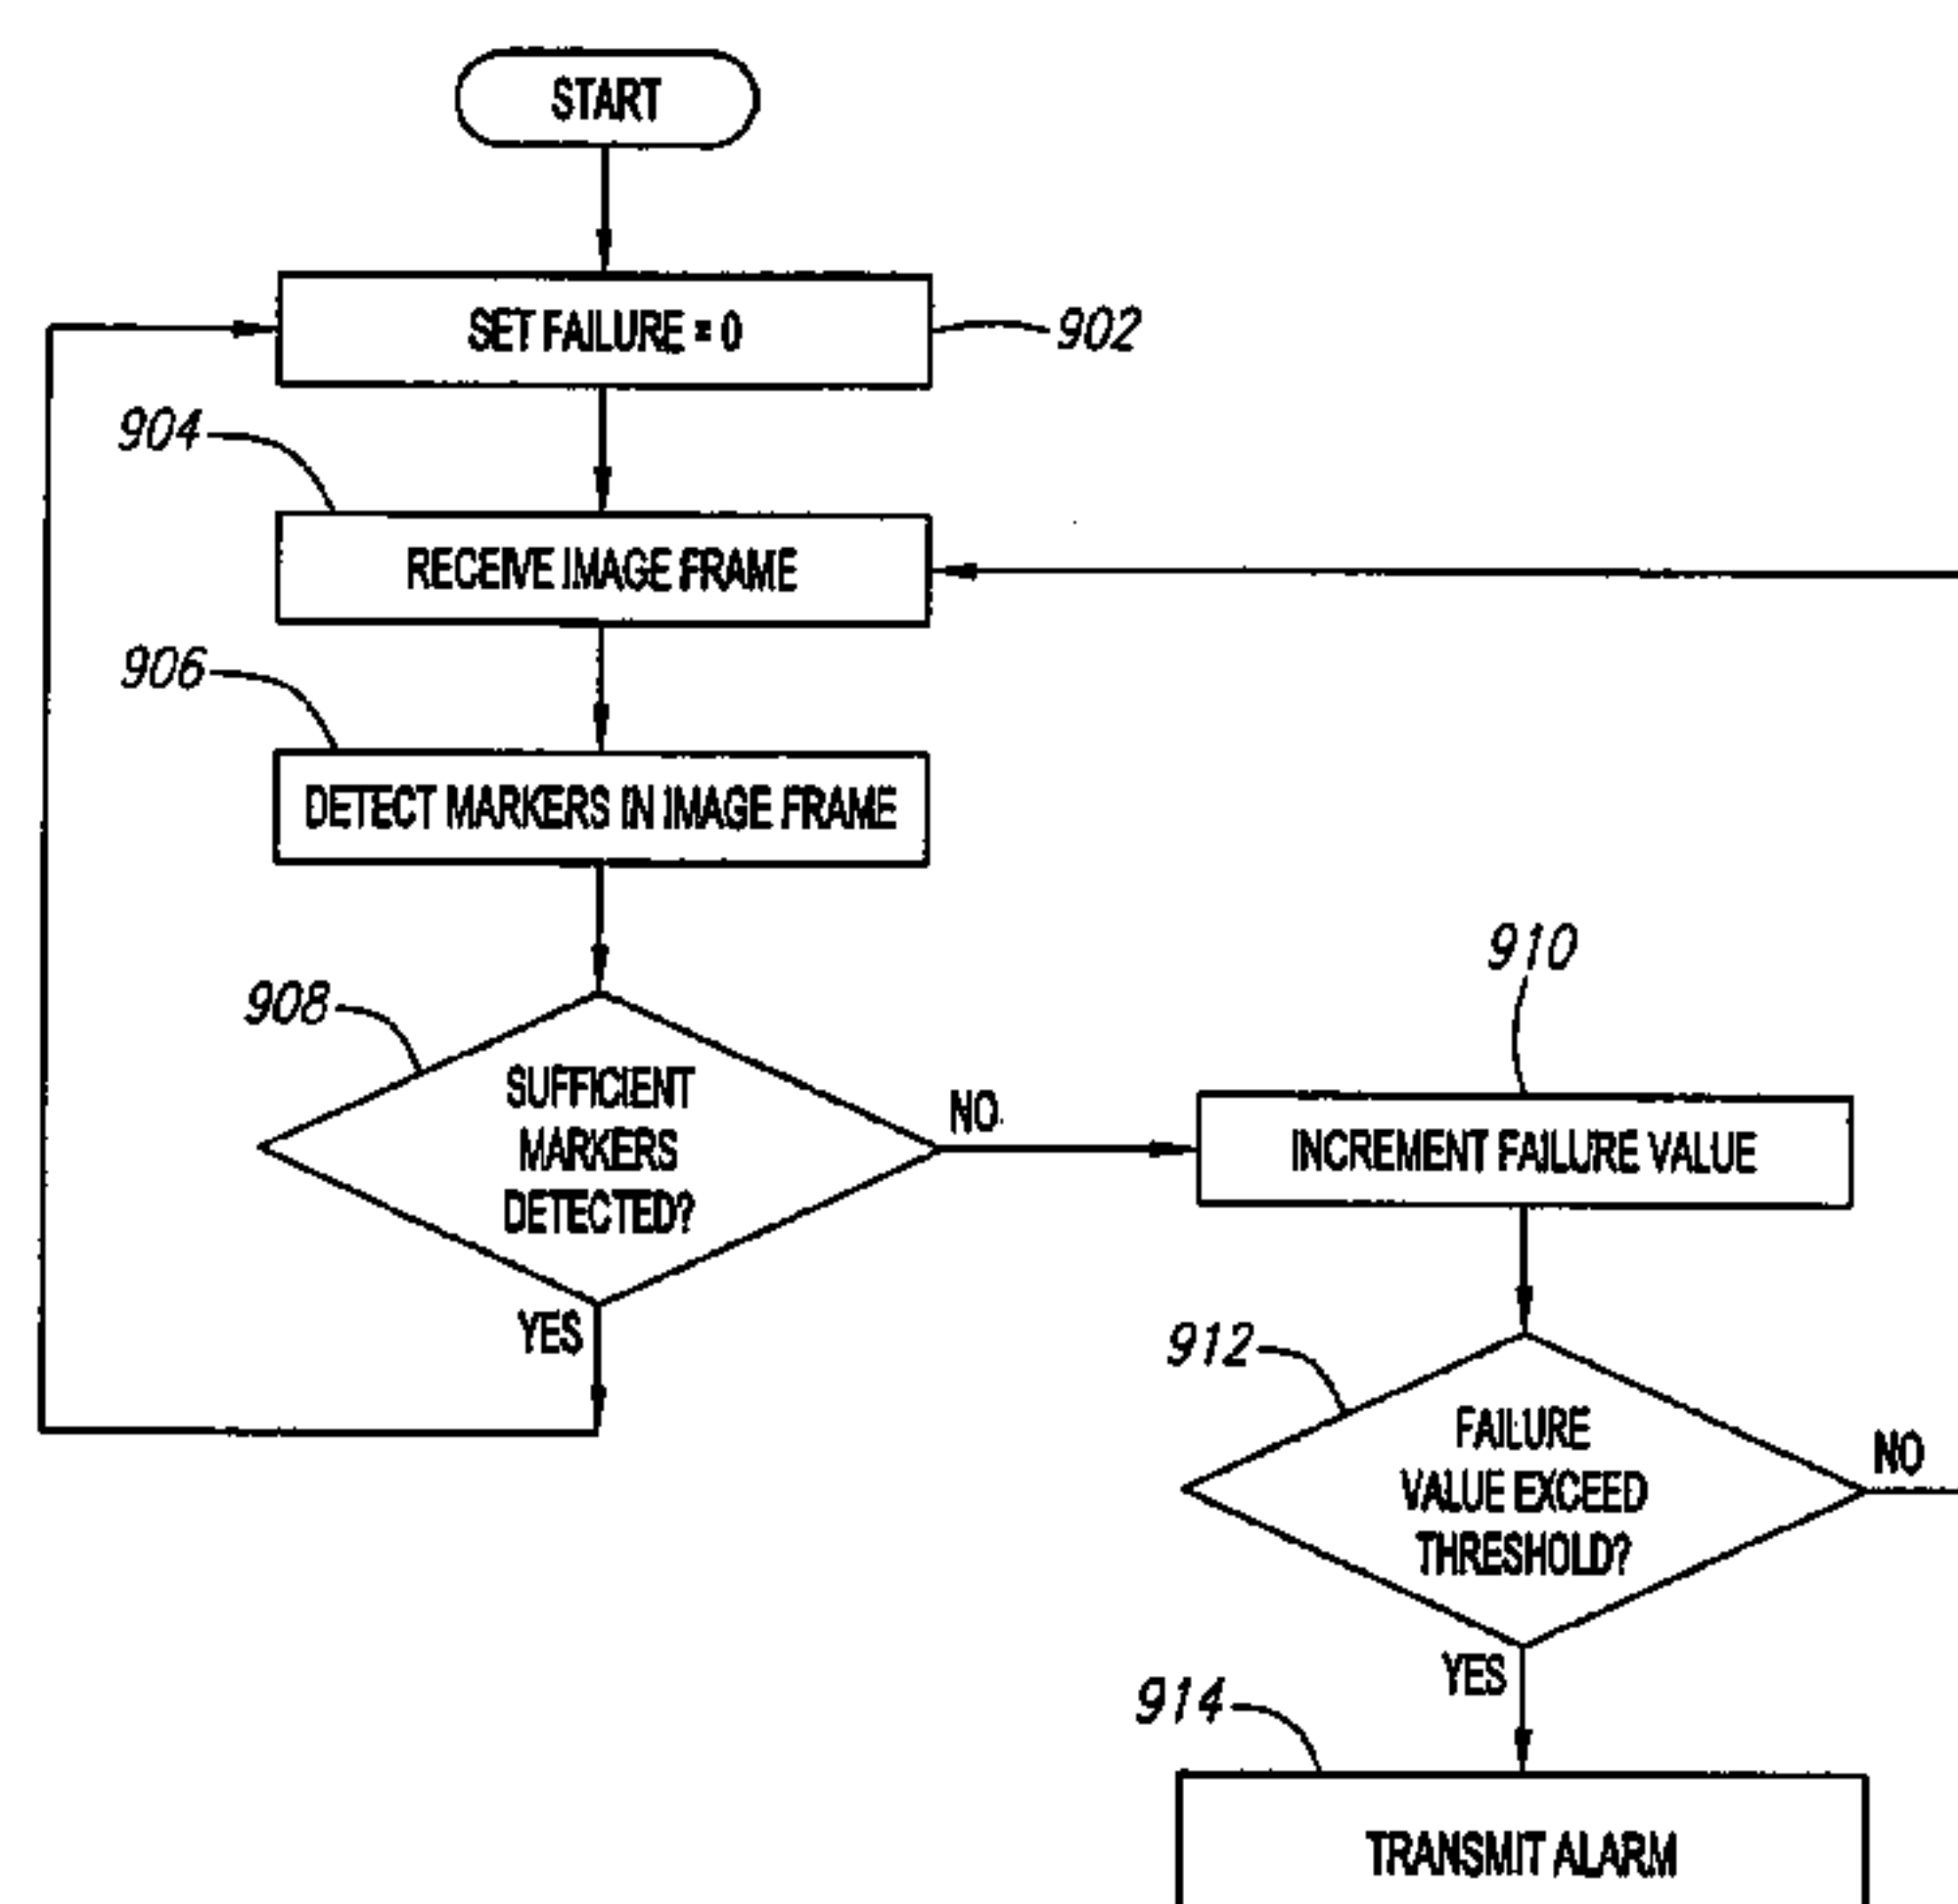 START
SET FAILURE = 0
902
904
RECEIVE IMAGE FRAME
906
DETECT MARKERS IN IMAGE FRAME
908
SUFFICIENT
MARKERS
DETECTED?
NO
YES
910
INCREMENT FAILURE VALUE
912
FAILURE
VALUE EXCEED
THRESHOLD?
NO
YES
914
TRANSMIT ALARM